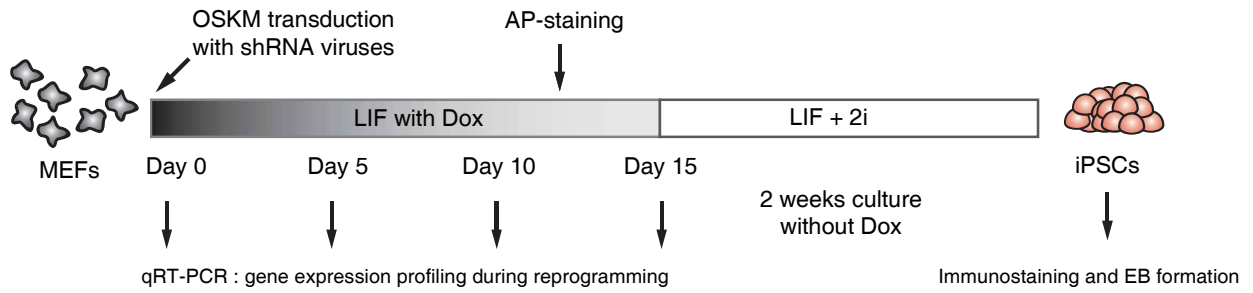 OSKM transduction
with shRNA viruses
AP-staining
LIF with Dox
LIF + 2i
MEFs
Day 0
Day 5
Day 10
Day 15
iPSCs
2 weeks culture
without Dox
qRT-PCR : gene expression profiling during reprogramming
Immunostaining and EB formation